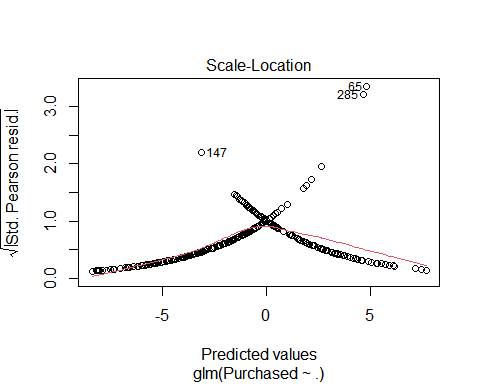 Scale-Location
√|Std. Pearson resid.|
3.0
2.0
1.0
0.0
65
285
147
-5 0 5
Predicted values
glm(Purchased ~ .)